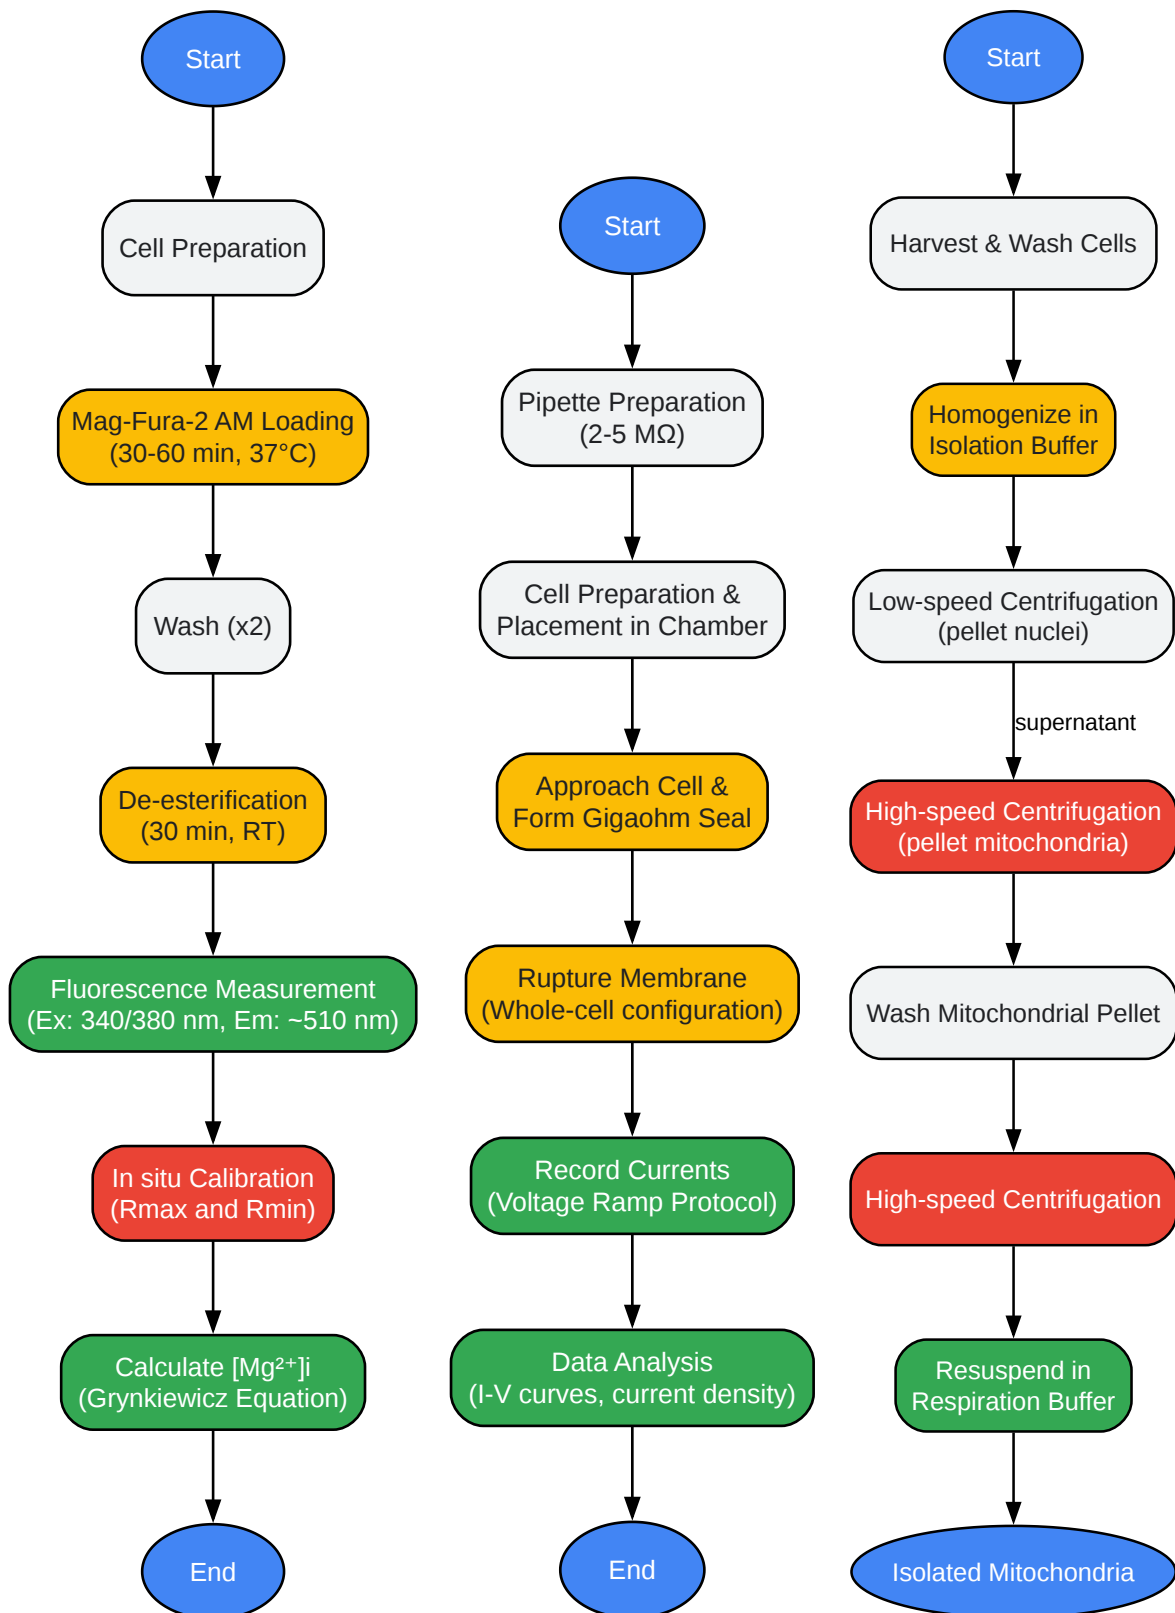 Start
Cell Preparation
Mag-Fura-2 AM Loading
(30-60 min, 37°C)
Wash (x2)
De-esterification
(30 min, RT)
Fluorescence Measurement
(Ex: 340/380 nm, Em: ~510 nm)
In situ Calibration
(Rmax and Rmin)
Calculate [Mg²⁺]i
(Grynkiewicz Equation)
End
Start
Pipette Preparation
(2-5 MΩ)
Cell Preparation &
Placement in Chamber
Approach Cell &
Form Gigaohm Seal
Rupture Membrane
(Whole-cell configuration)
Record Currents
(Voltage Ramp Protocol)
Data Analysis
(I-V curves, current density)
End
Start
Harvest & Wash Cells
Homogenize in
Isolation Buffer
Low-speed Centrifugation
(pellet nuclei)
supernatant
High-speed Centrifugation
(pellet mitochondria)
Wash Mitochondrial Pellet
High-speed Centrifugation
Resuspend in
Respiration Buffer
Isolated Mitochondria